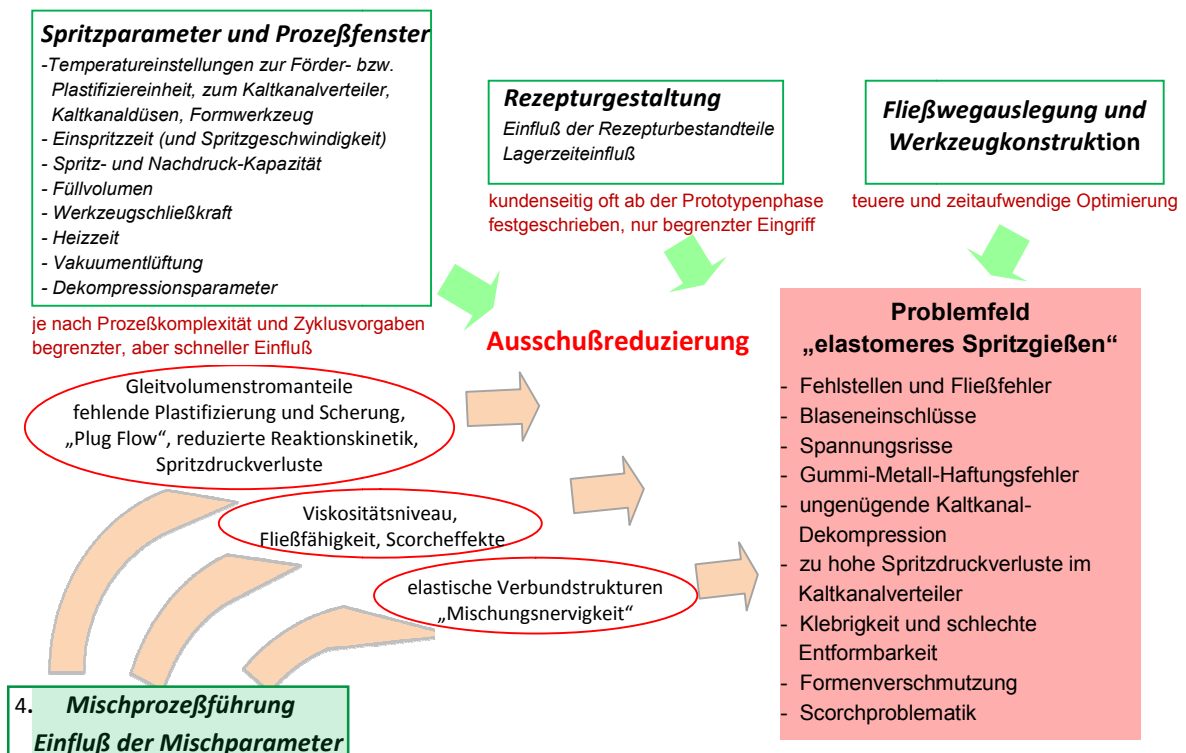 Spritzparameter und Prozeßfenster
-Temperatureinstellungen zur Förder- bzw.
Plastifiziereinheit, zum Kaltkanalverteiler,
Kaltkanaldüsen, Formwerkzeug
- Einspritzzeit (und Spritzgeschwindigkeit)
- Spritz- und Nachdruck-Kapazität
- Füllvolumen
- Werkzeugschließkraft
- Heizzeit
- Vakuumentlüftung
- Dekompressionsparameter
je nach Prozeßkomplexität und Zyklusvorgaben
begrenzter, aber schneller Einfluß
Rezepturgestaltung
Einfluß der Rezepturbestandteile
Lagerzeiteinfluß
kundenseitig oft ab der Prototypenphase
festgeschrieben, nur begrenzter Eingriff
Fließwegauslegung und
Werkzeugkonstruktion
teuere und zeitaufwendige Optimierung
Ausschußreduzierung
Gleitvolumenstromanteile
fehlende Plastifizierung und Scherung,
„Plug Flow“, reduzierte Reaktionskinetik,
Spritzdruckverluste
Viskositätsniveau,
Fließfähigkeit, Scorcheffekte
elastische Verbundstrukturen
„Mischungsnervigkeit“
Problemfeld
„elastomeres Spritzgießen“
- Fehlstellen und Fließfehler
- Blaseneinschlüsse
- Spannungsrisse
- Gummi-Metall-Haftungsfehler
- ungenügende Kaltkanal-
Dekompression
- zu hohe Spritzdruckverluste im
Kaltkanalverteiler
- Klebrigkeit und schlechte
Entformbarkeit
- Formenverschmutzung
- Scorchproblematik
4. Mischprozeßführung
Einfluß der Mischparameter